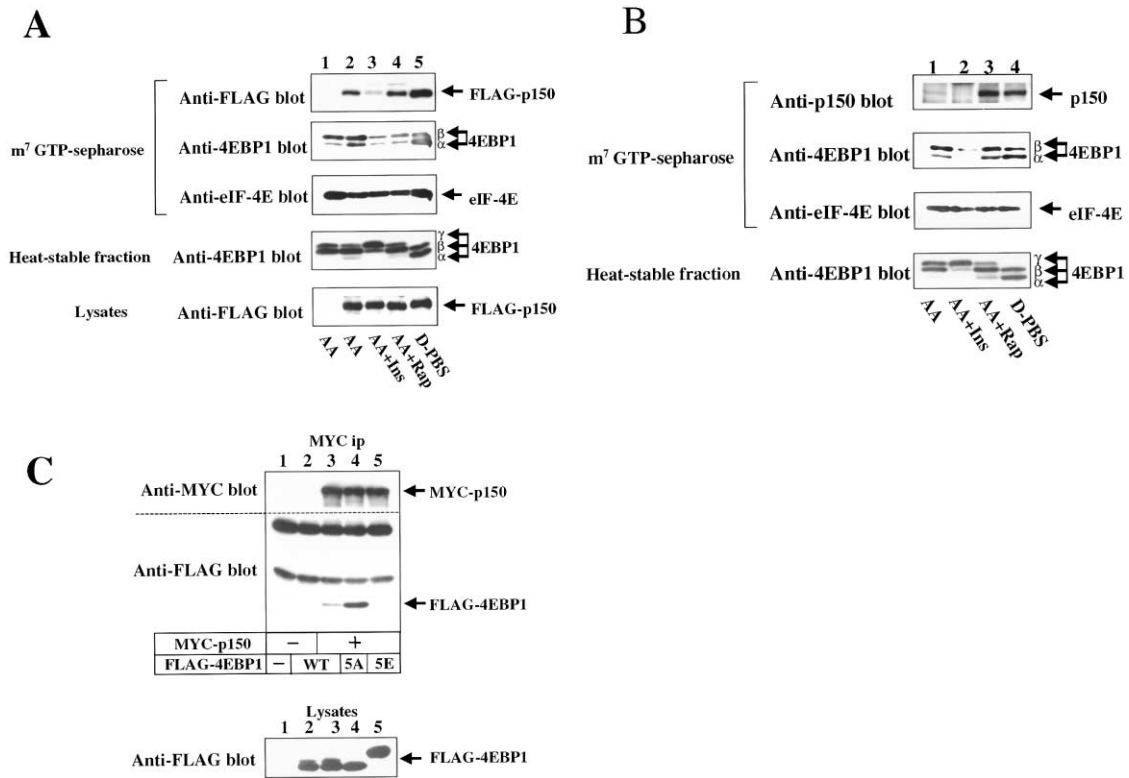 A
1 2 3 4 5
Anti-FLAG blot FLAG-p150
m⁷ GTP-sepharose
Anti-4EBP1 blot β α 4EBP1
Anti-eIF-4E blot eIF-4E
Heat-stable fraction Anti-4EBP1 blot γ β α 4EBP1
Lysates Anti-FLAG blot FLAG-p150
AA AA AA+Ins AA+Rap D-PBS
B
1 2 3 4
Anti-p150 blot p150
m⁷ GTP-sepharose
Anti-4EBP1 blot β α 4EBP1
Anti-eIF-4E blot eIF-4E
Heat-stable fraction Anti-4EBP1 blot γ β α 4EBP1
AA AA+Ins AA+Rap D-PBS
C
MYC ip
1 2 3 4 5
Anti-MYC blot MYC-p150
Anti-FLAG blot
FLAG-4EBP1
MYC-p150 − +
FLAG-4EBP1 − WT 5A 5E
Lysates
1 2 3 4 5
Anti-FLAG blot FLAG-4EBP1